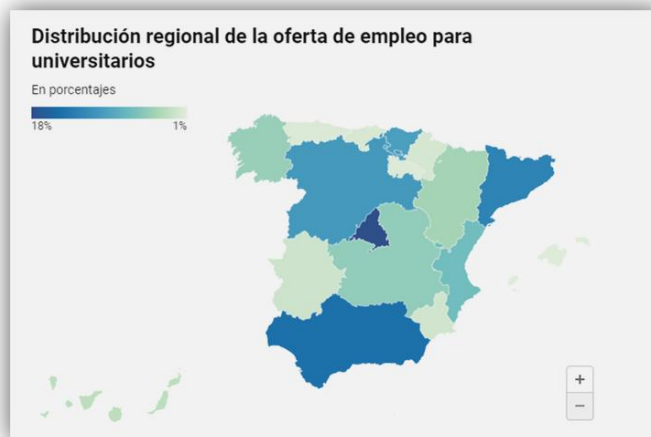 Distribución regional de la oferta de empleo para
universitarios
En porcentajes
18% 1%
+
−